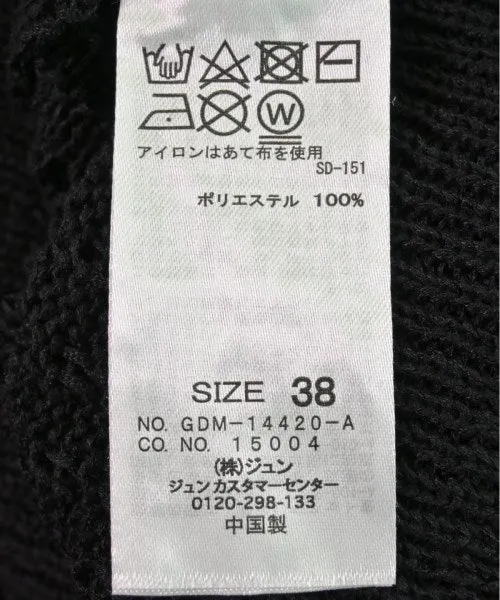 W
アイロンはあて布を使用
SD-151
ポリエステル 100%
SIZE 38
NO. GDM-14420-A
CO. NO. 15004
(株)ジュン
ジュン カスタマーセンター
0120-298-133
中国製